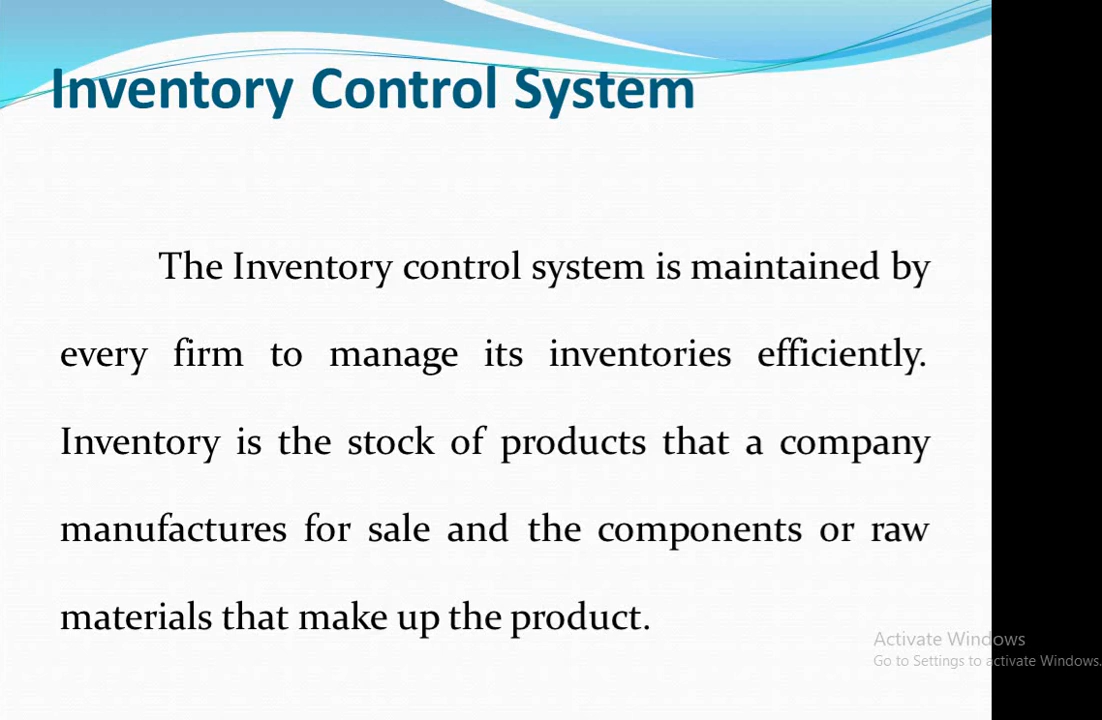 Inventory Control System
The Inventory control system is maintained by
every firm to manage its inventories efficiently.
Inventory is the stock of products that a company
manufactures for sale and the components or raw
materials that make up the product.
Activate Windows
Go to Settings to activate Windows.